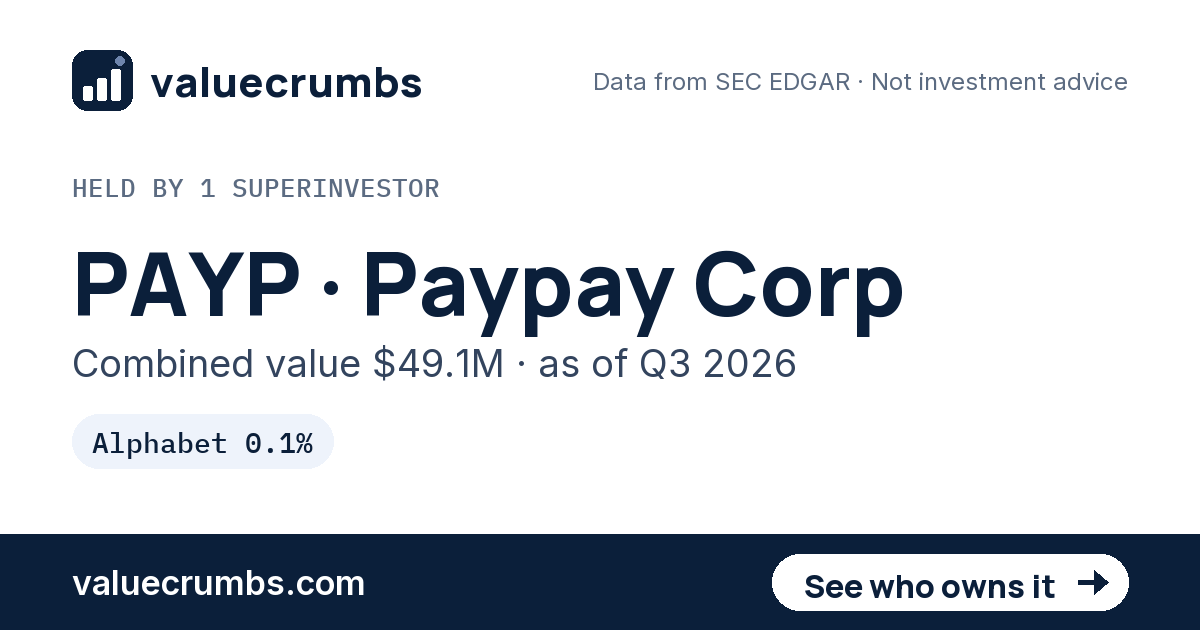 valuecrumbs
Data from SEC EDGAR · Not investment advice
HELD BY 1 SUPERINVESTOR
PAYP · Paypay Corp
Combined value $49.1M · as of Q3 2026
Alphabet 0.1%
valuecrumbs.com
See who owns it →